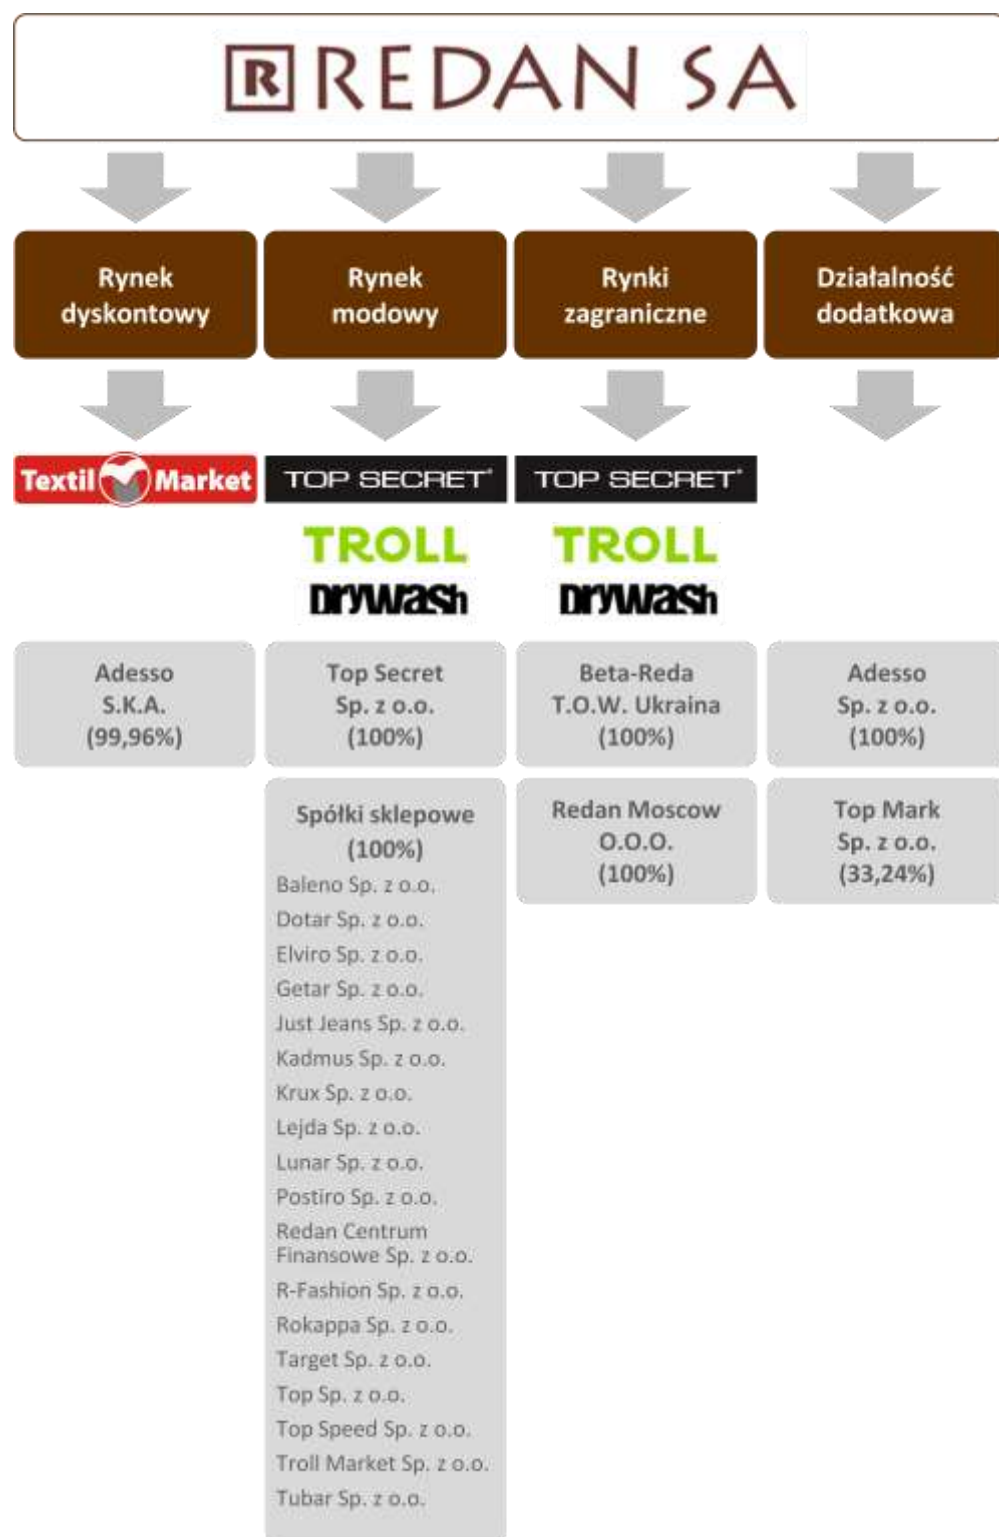 R REDAN SA
Rynek
dyskontowy
Rynek
modowy
Rynki
zagraniczne
Działalność
dodatkowa
Textil Market
TOP SECRET
TROLL
Drywash
TOP SECRET
TROLL
Drywash
Adesso
S.K.A.
(99,96%)
Top Secret
Sp. z o.o.
(100%)
Beta-Reda
T.O.W. Ukraina
(100%)
Adesso
Sp. z o.o.
(100%)
Spółki sklepowe
(100%)
Baleno Sp. z o.o.
Dotar Sp. z o.o.
Elviro Sp. z o.o.
Getar Sp. z o.o.
Just Jeans Sp. z o.o.
Kadmus Sp. z o.o.
Krux Sp. z o.o.
Lejda Sp. z o.o.
Lunar Sp. z o.o.
Postiro Sp. z o.o.
Redan Centrum
Finansowe Sp. z o.o.
R-Fashion Sp. z o.o.
Rokappa Sp. z o.o.
Target Sp. z o.o.
Top Sp. z o.o.
Top Speed Sp. z o.o.
Troll Market Sp. z o.o.
Tubar Sp. z o.o.
Redan Moscow
O.O.O.
(100%)
Top Mark
Sp. z o.o.
(33,24%)